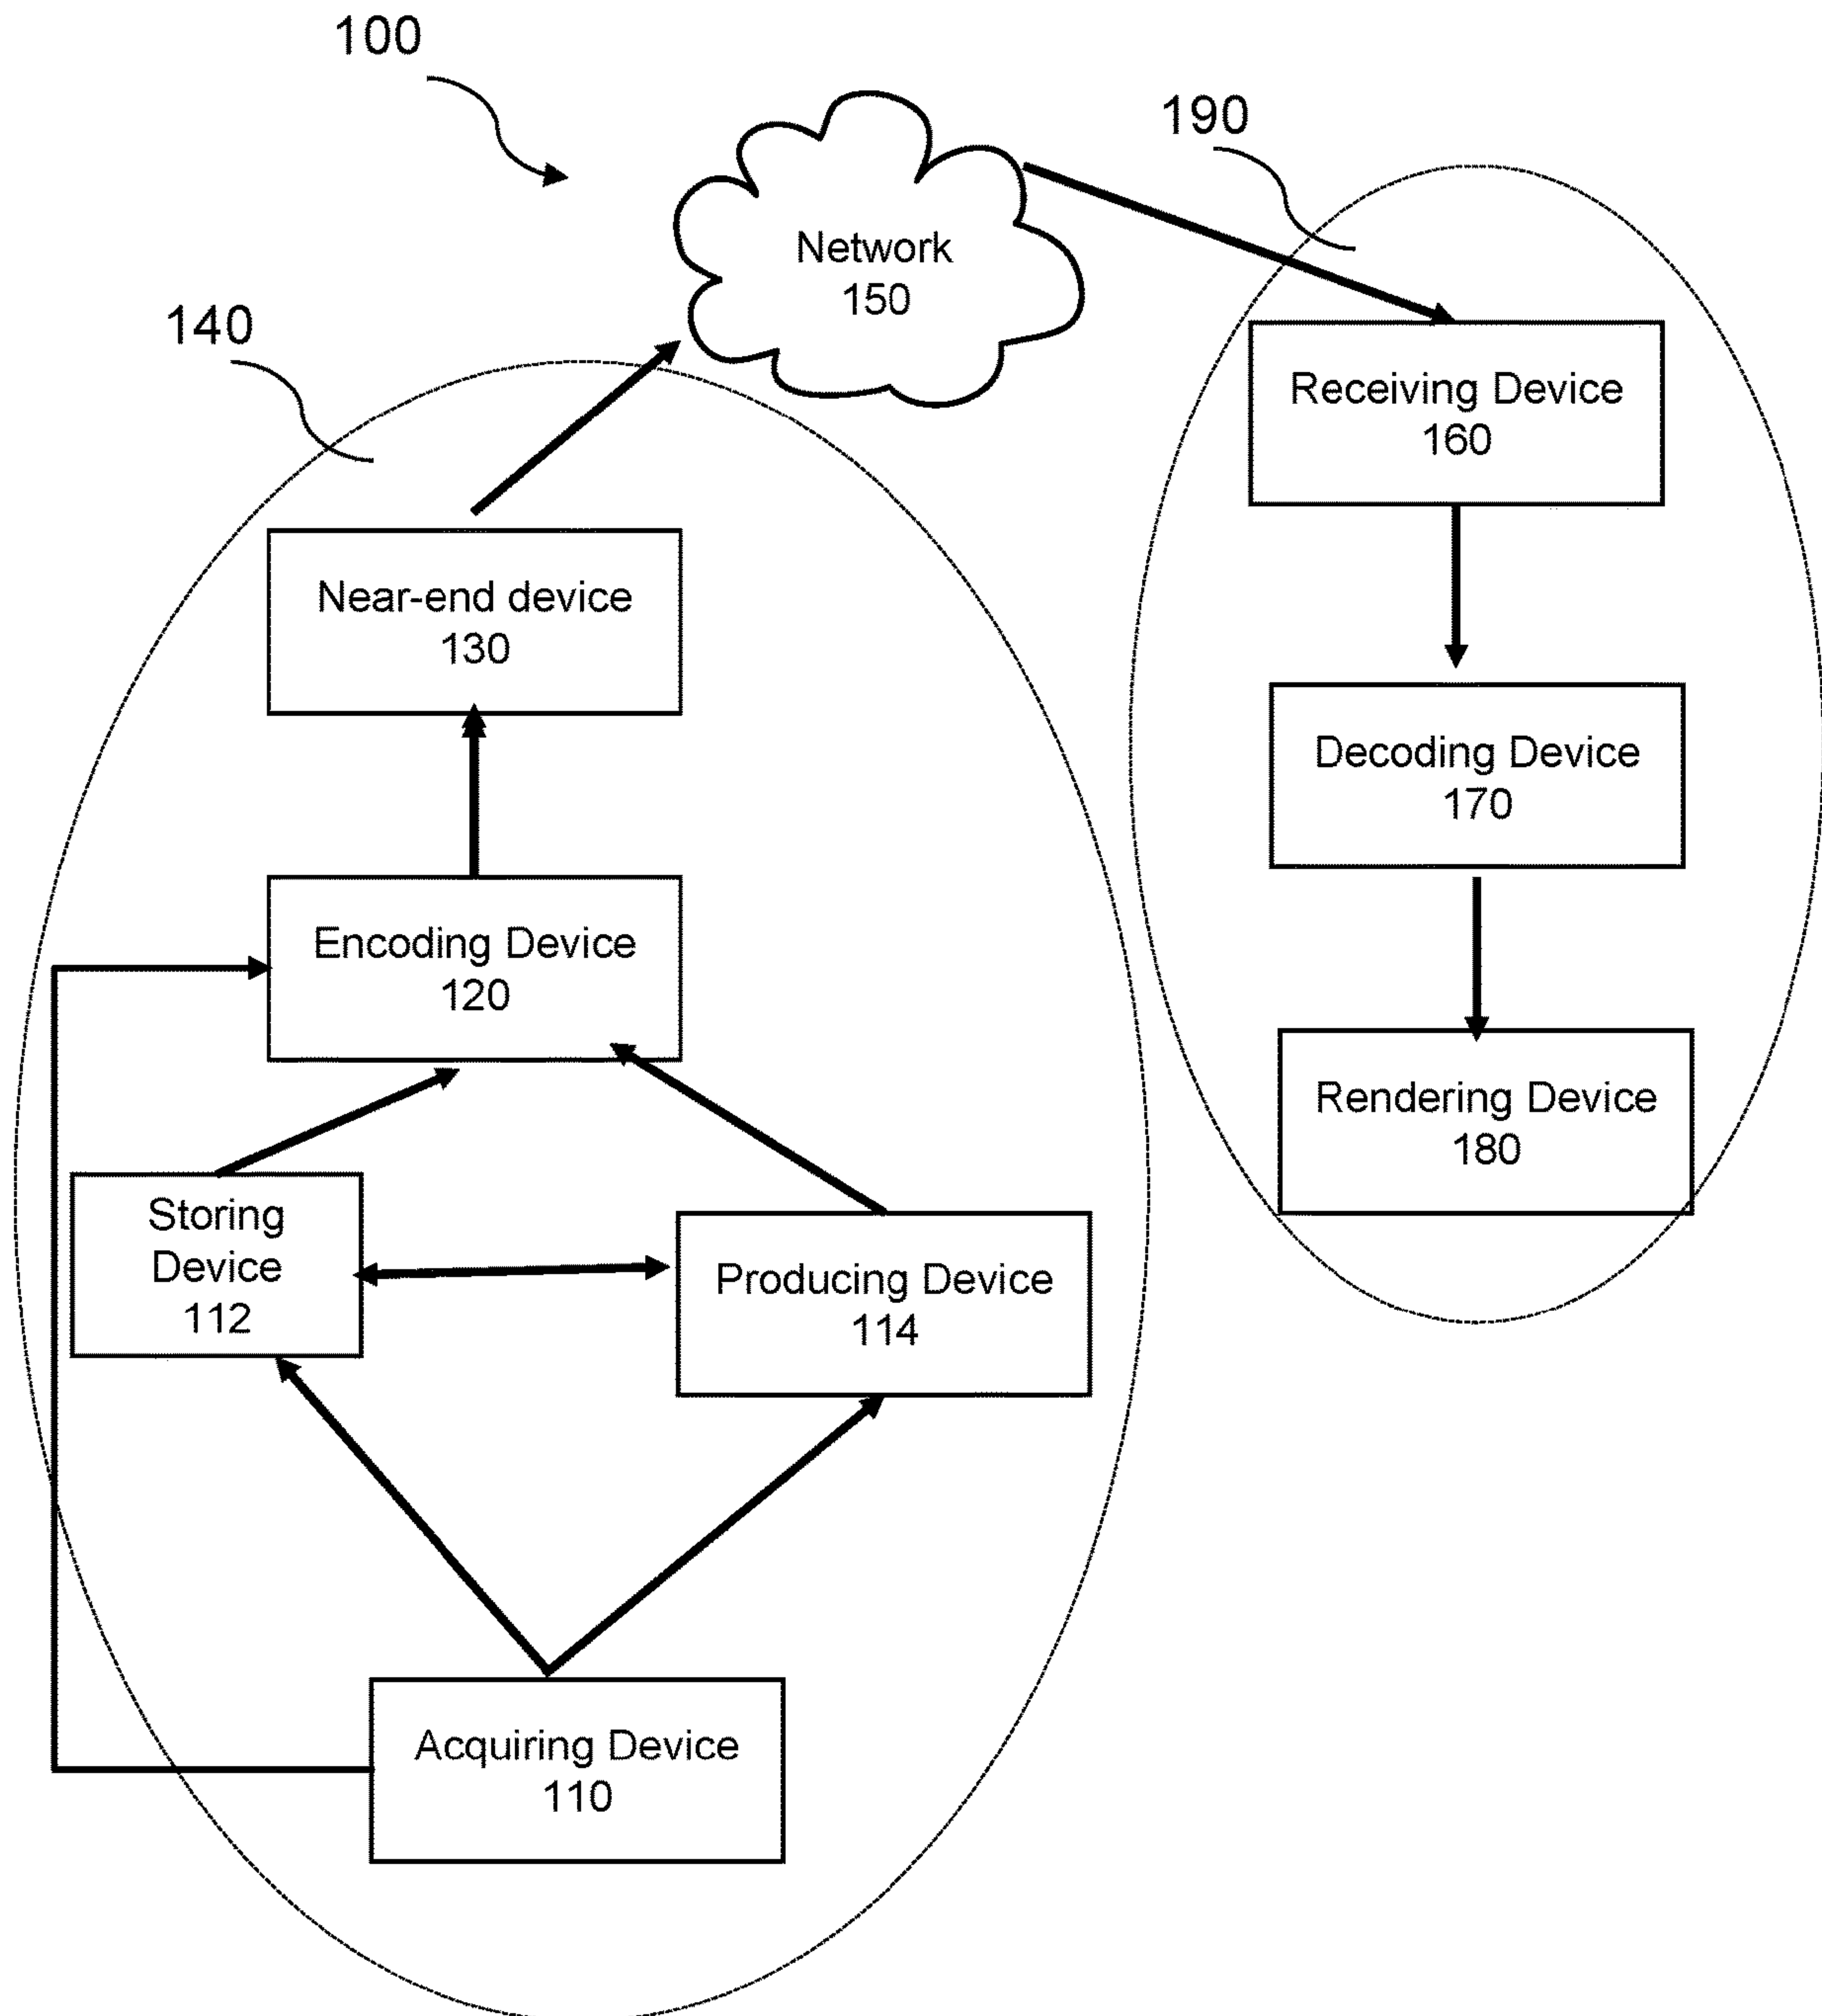 100
190
Network
150
140
Receiving Device
160
Near-end device
130
Decoding Device
170
Encoding Device
120
Rendering Device
180
Storing
Device
112
Producing Device
114
Acquiring Device
110